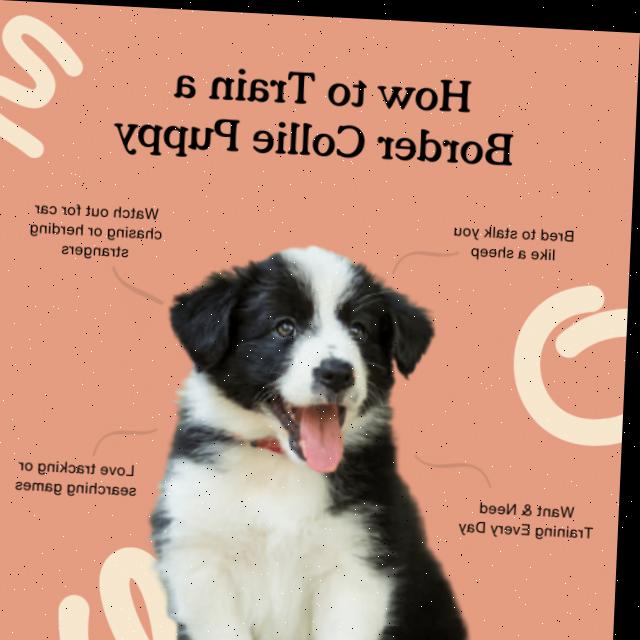 How to Train a
Border Collie Puppy
Bred to stalk you
like a sheep
Watch out for car
chasing or herding
strangers
Want & Need
Training Every Day
Love tracking or
searching games